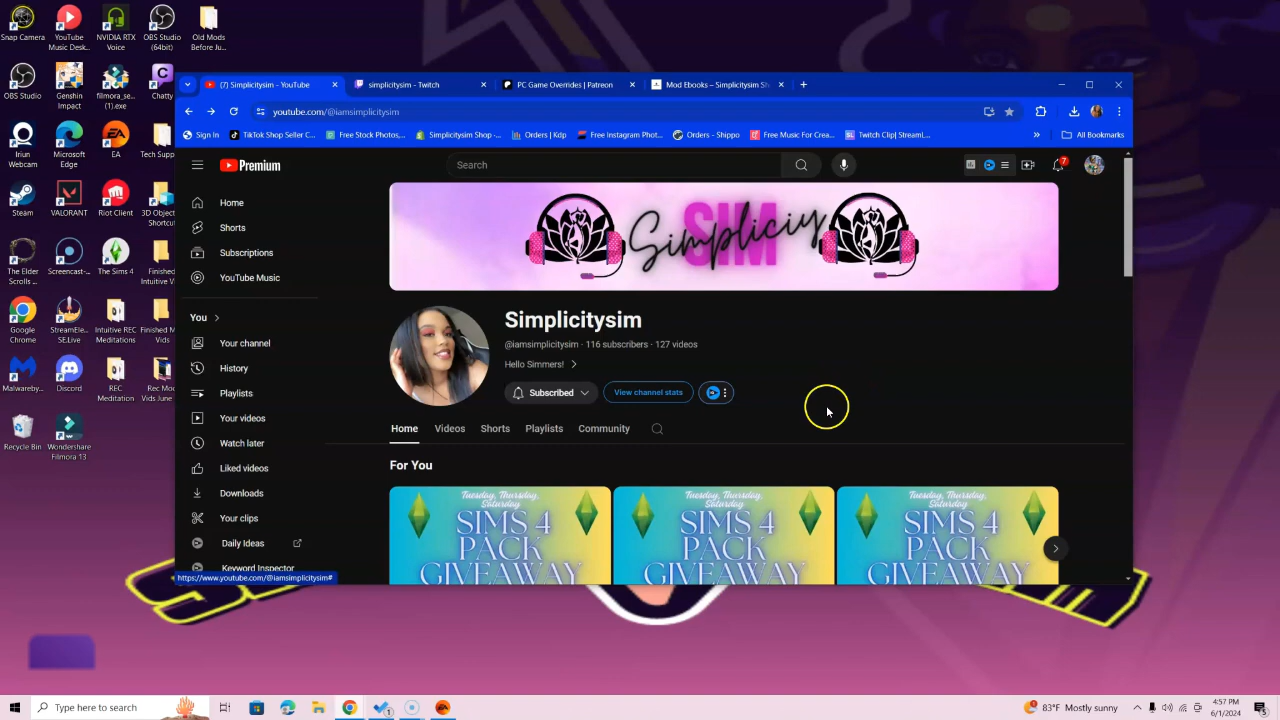 Snap Camera
YouTube Music Desk...
NVIDIA RTX Voice
OBS Studio (64bit)
Old Mods Before Ju...
OBS Studio
Genshin Impact
filmora_se... (1).exe
Chatty
Iriun Webcam
Microsoft Edge
EA
Tech Supp...
Steam
VALORANT
Riot Client
3D Object Shortcut
The Elder Scrolls ...
Screencast-...
The Sims 4
Finished Intuitive V...
Google Chrome
StreamEle... SE.Live
Intuitive REC Meditations
Finished M Vids
Malwareby...
Discord
REC Meditation
Rec Mod Vids June
Recycle Bin
Wondershare Filmora 13
(7) Simplicitysim - YouTube
simplicitysim - Twitch
PC Game Overrides | Patreon
Mod Ebooks – Simplicitysim Sh
youtube.com/@iamsimplicitysim
Sign In
TikTok Shop Seller C...
Free Stock Photos,...
Simplicitysim Shop -...
Orders | Kdp
Free Instagram Phot...
Orders - Shippo
Free Music For Crea...
Twitch Clip| StreamL...
»
All Bookmarks
Premium
Search
7
Home
Shorts
Subscriptions
YouTube Music
You
Your channel
History
Playlists
Your videos
Watch later
Liked videos
Downloads
Your clips
Daily Ideas
Keyword Inspector
SIM
Simpliciy
Simplicitysim
@iamsimplicitysim · 116 subscribers · 127 videos
Hello Simmers!
Subscribed
View channel stats
Home
Videos
Shorts
Playlists
Community
For You
Tuesday, Thursday, Saturday
SIMS 4
PACK
GIVEAWAY
Tuesday, Thursday, Saturday
SIMS 4
PACK
GIVEAWAY
Tuesday, Thursday, Saturday
SIMS 4
PACK
GIVEAWAY
https://www.youtube.com/@iamsimplicitysim#
Type here to search
1
83°F Mostly sunny
4:57 PM
6/1/2024
5